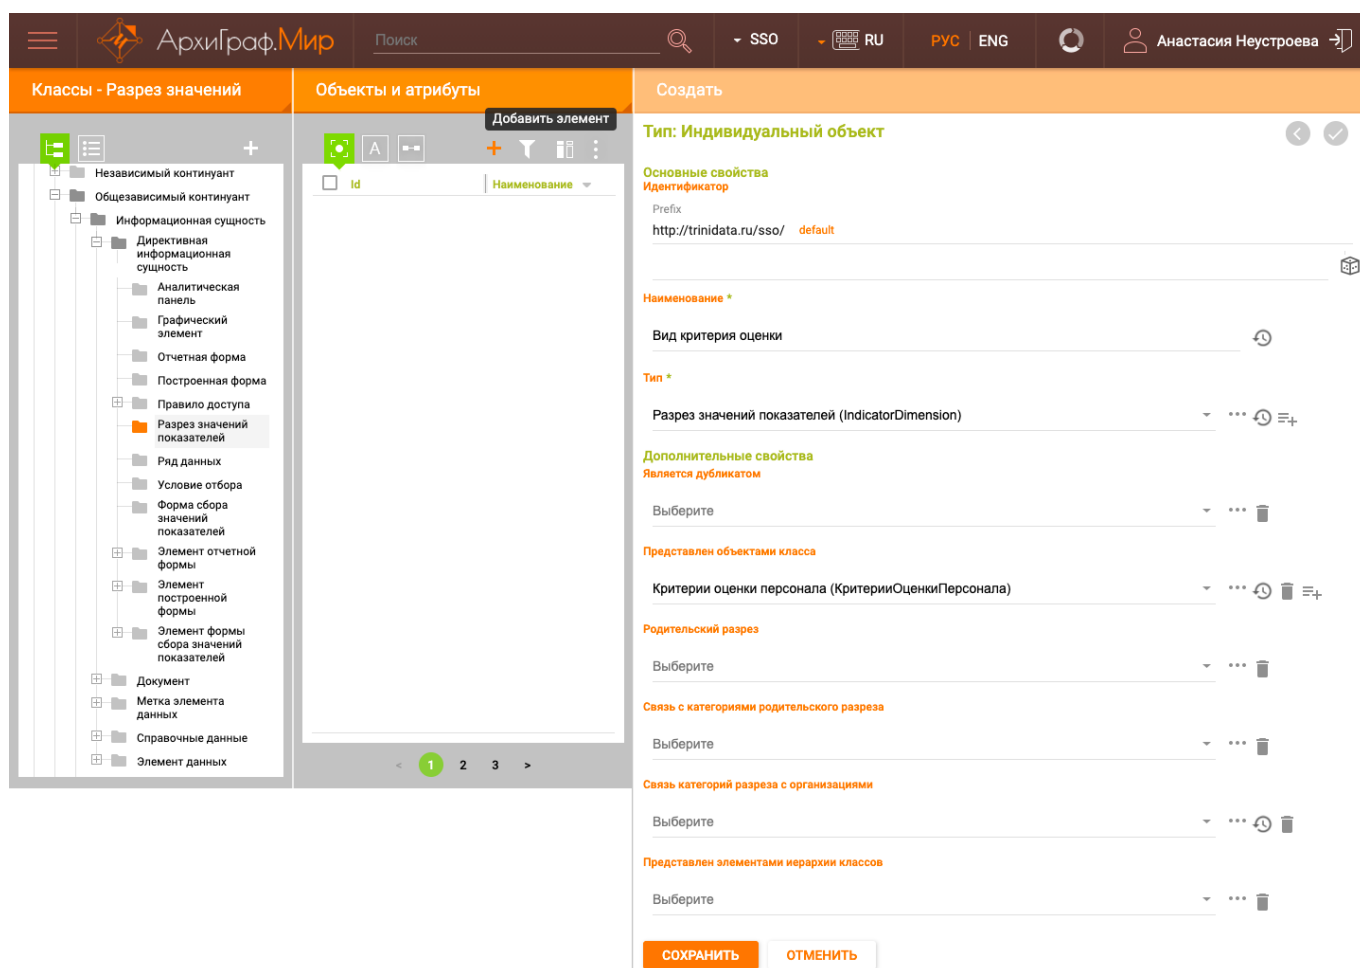 АрхиГраф.Мир
Поиск
SSO
RU
РУС
ENG
Анастасия Неустроева
Классы - Разрез значений
Объекты и атрибуты
Создать
Добавить элемент
A
Независимый континуант
Общезависимый континуант
Информационная сущность
Директивная
информационная
сущность
Аналитическая
панель
Графический
элемент
Отчетная форма
Построенная форма
Правило доступа
Разрез значений
показателей
Ряд данных
Условие отбора
Форма сбора
значений
показателей
Элемент отчетной
формы
Элемент
построенной
формы
Элемент формы
сбора значений
показателей
Документ
Метка элемента
данных
Справочные данные
Элемент данных
Id
Наименование
< 1 2 3 >
Тип: Индивидуальный объект
Основные свойства
Идентификатор
Prefix
http://trinidata.ru/sso/ default
Наименование *
Вид критерия оценки
Тип *
Разрез значений показателей (IndicatorDimension)
Дополнительные свойства
Является дубликатом
Выберите
Представлен объектами класса
Критерии оценки персонала (КритерииОценкиПерсонала)
Родительский разрез
Выберите
Связь с категориями родительского разреза
Выберите
Связь категорий разреза с организациями
Выберите
Представлен элементами иерархии классов
Выберите
СОХРАНИТЬ
ОТМЕНИТЬ